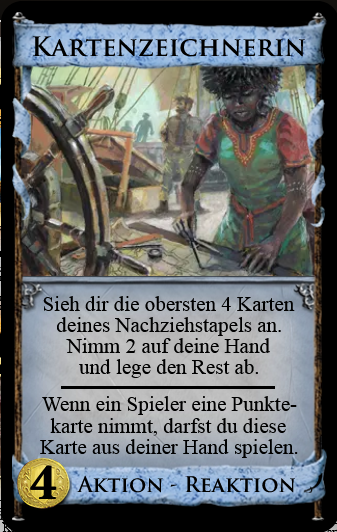 Kartenzeichnerin
Sieh dir die obersten 4 Karten
deines Nachziehstapels an.
Nimm 2 auf deine Hand
und lege den Rest ab.
Wenn ein Spieler eine Punkte-
karte nimmt, darfst du diese
Karte aus deiner Hand spielen.
4 Aktion - Reaktion